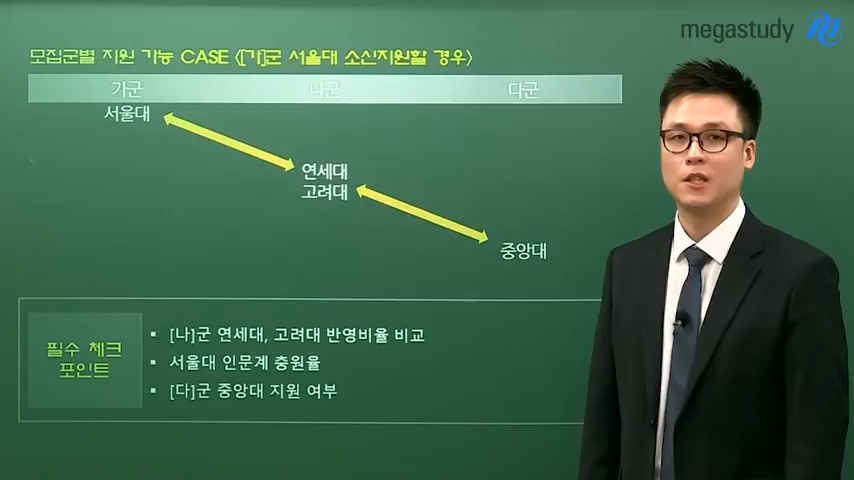 megastudy
모집군별 지원 가능 CASE <[가]군 서울대 소신지원할 경우>
가군 나군 다군
서울대
연세대
고려대
중앙대
필수 체크
포인트
▪ [나]군 연세대, 고려대 반영비율 비교
▪ 서울대 인문계 충원율
▪ [다]군 중앙대 지원 여부